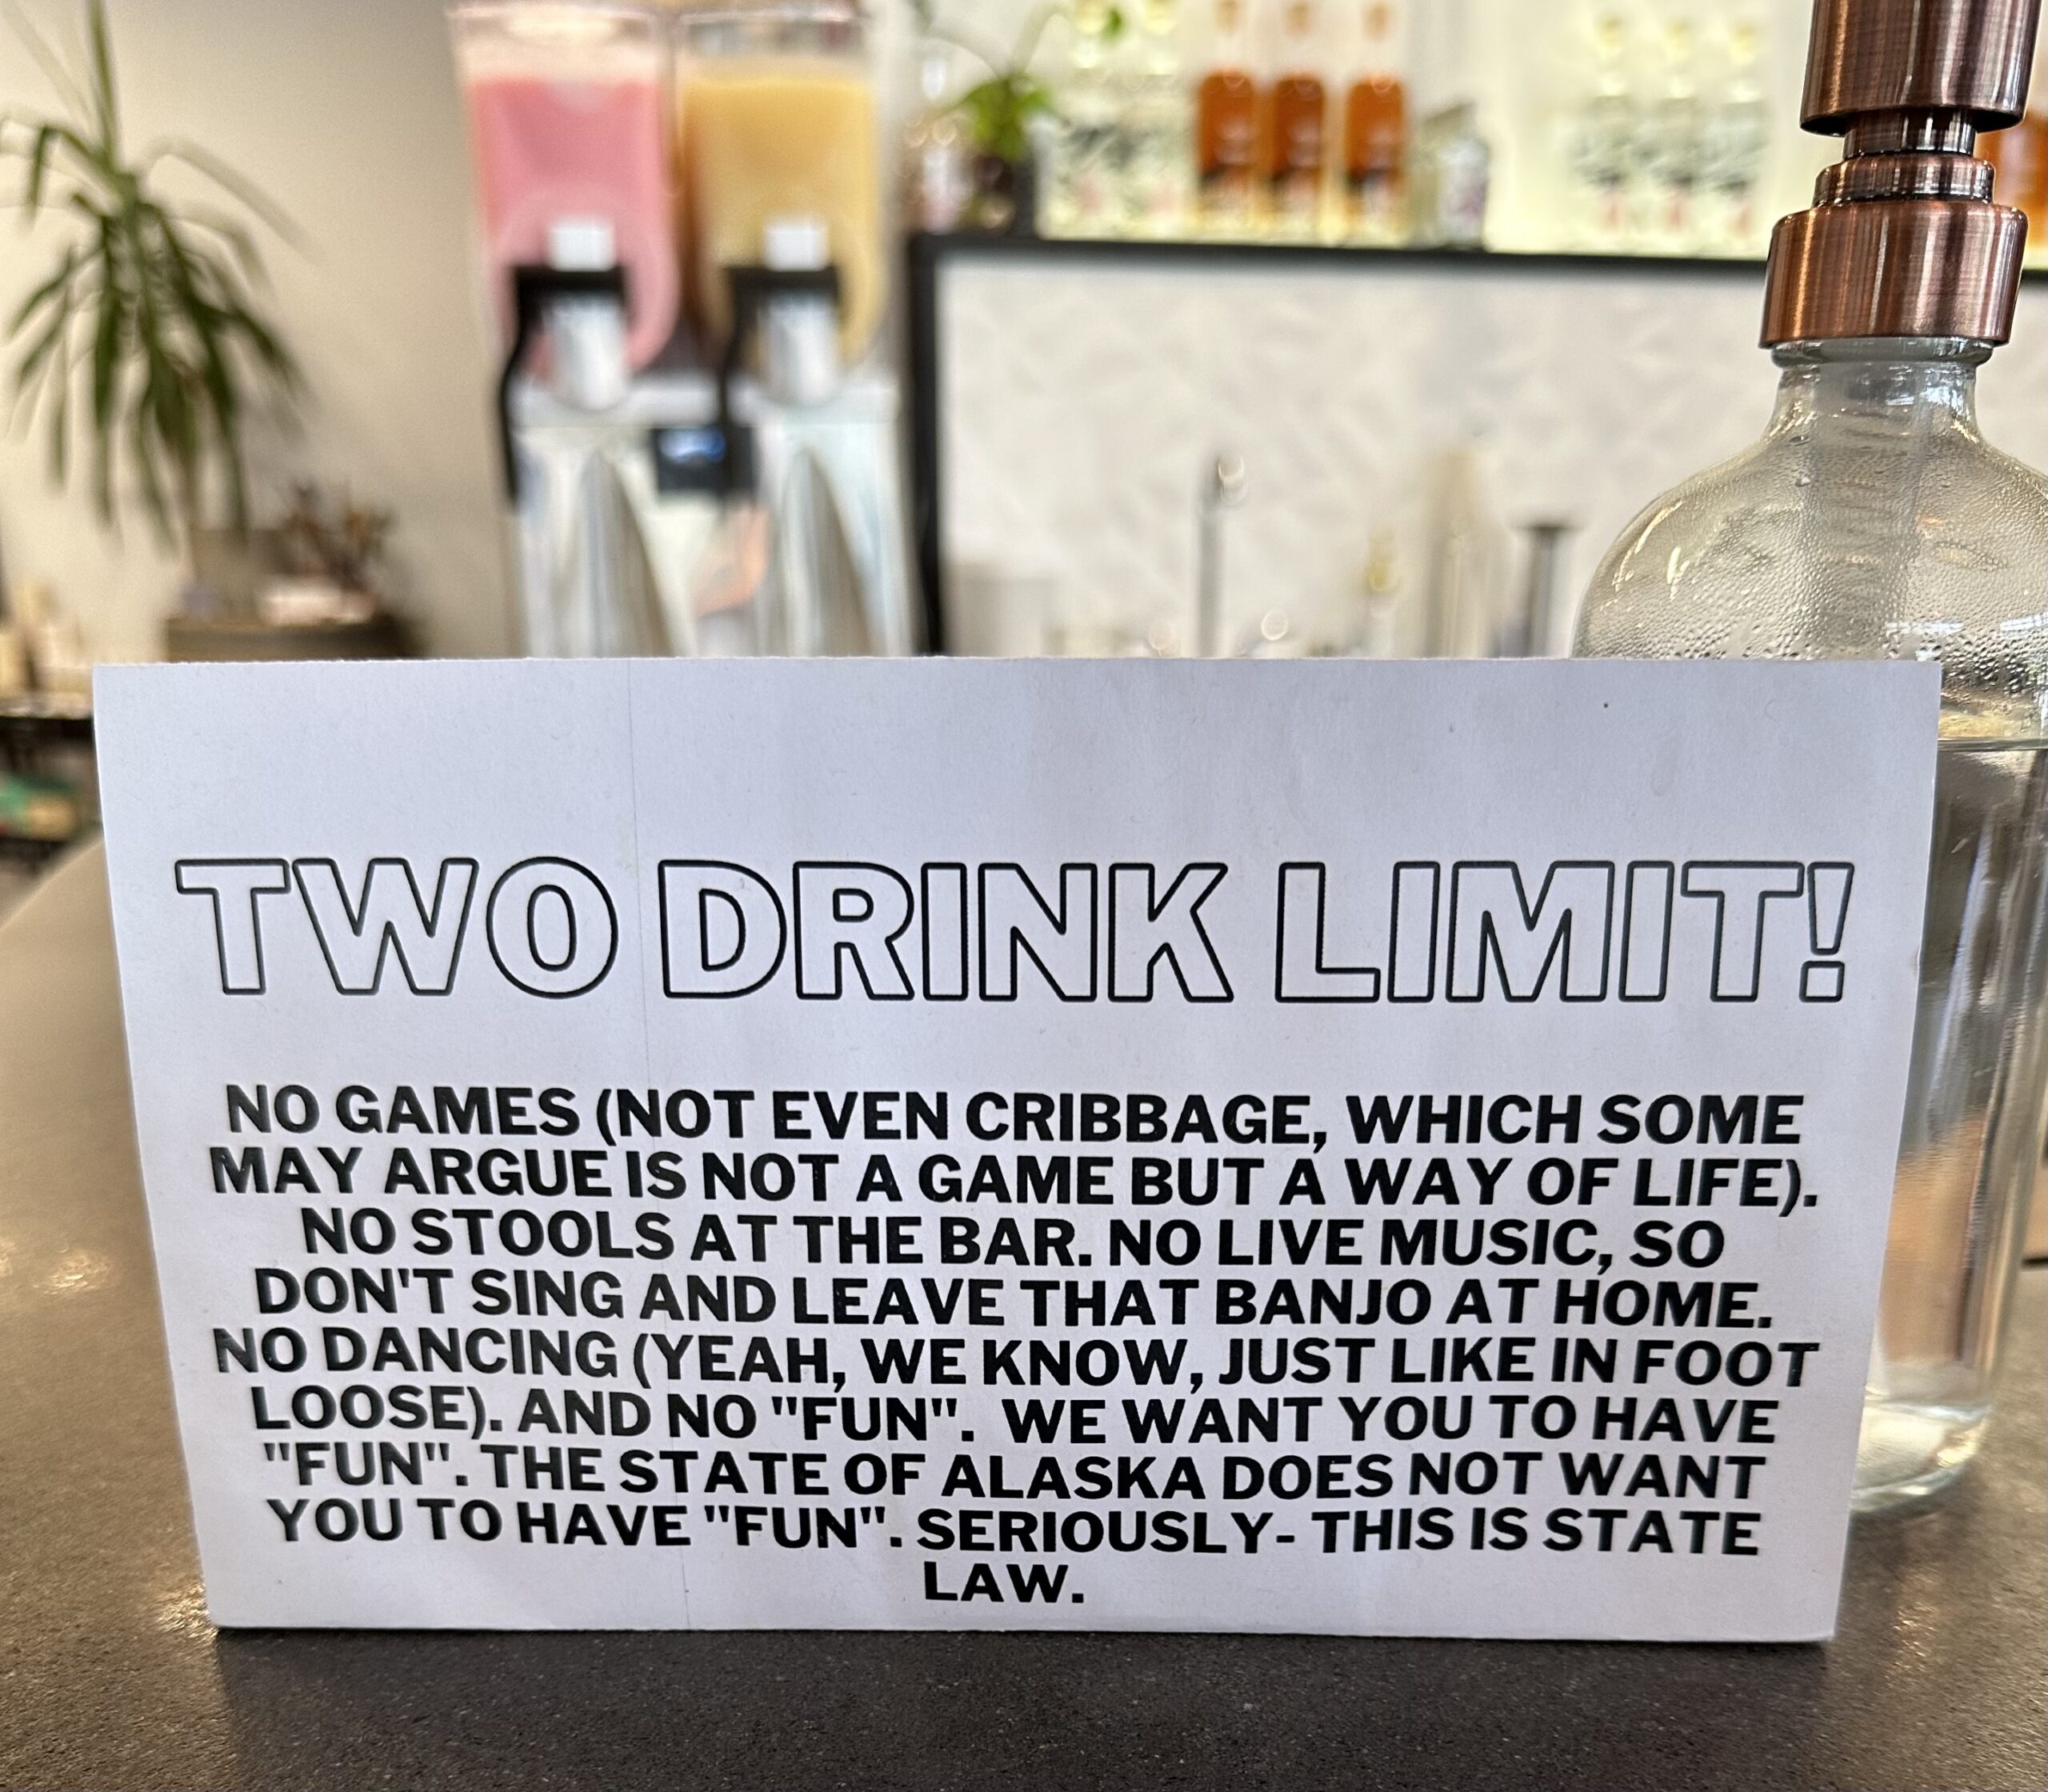 TWO DRINK LIMIT!
NO GAMES (NOT EVEN CRIBBAGE, WHICH SOME
MAY ARGUE IS NOT A GAME BUT A WAY OF LIFE).
NO STOOLS AT THE BAR. NO LIVE MUSIC, SO
DON'T SING AND LEAVE THAT BANJO AT HOME.
NO DANCING (YEAH, WE KNOW, JUST LIKE IN FOOT
LOOSE). AND NO "FUN". WE WANT YOU TO HAVE
"FUN". THE STATE OF ALASKA DOES NOT WANT
YOU TO HAVE "FUN". SERIOUSLY- THIS IS STATE
LAW.